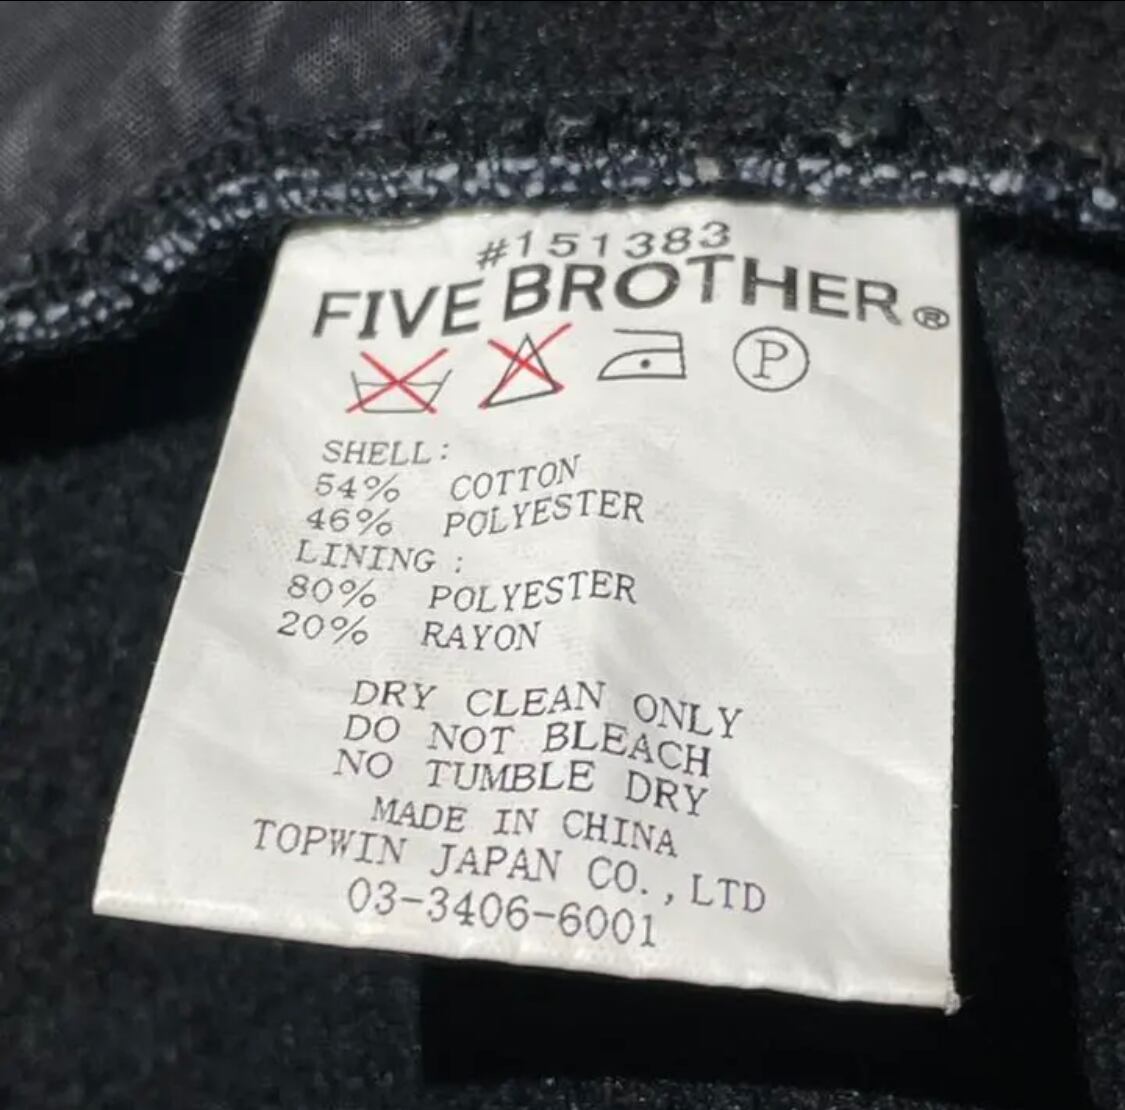 #151383
FIVE BROTHER®
P
SHELL:
54% COTTON
46% POLYESTER
LINING:
80% POLYESTER
20% RAYON
DRY CLEAN ONLY
DO NOT BLEACH
NO TUMBLE DRY
MADE IN CHINA
TOPWIN JAPAN CO.,LTD
03-3406-6001